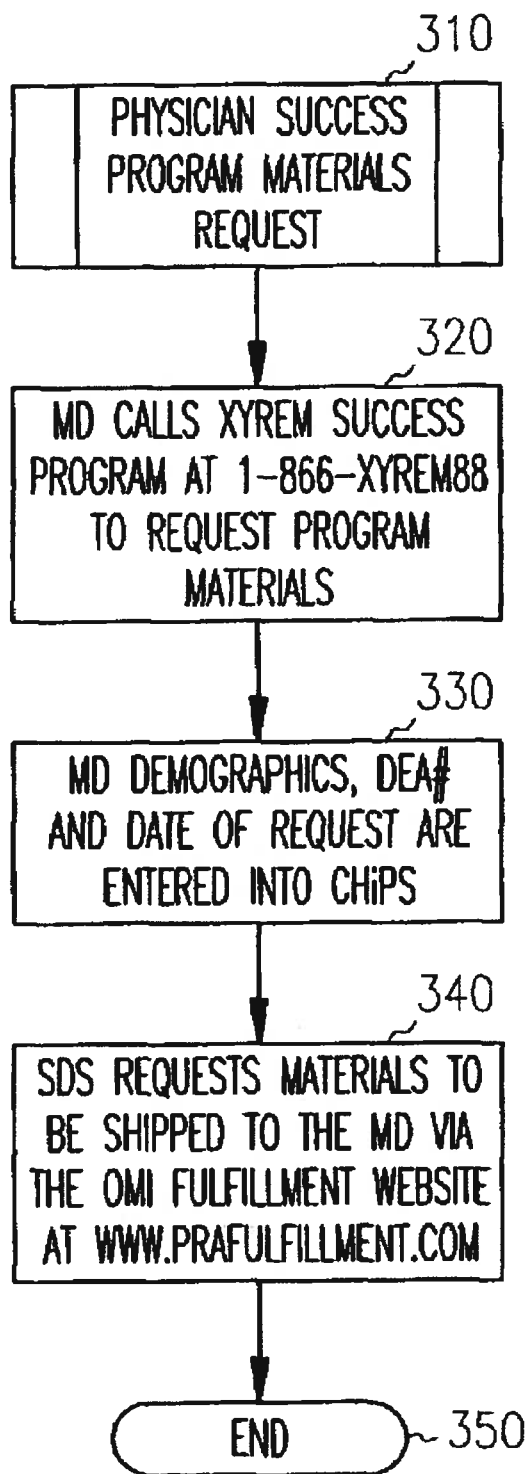 310
PHYSICIAN SUCCESS
PROGRAM MATERIALS
REQUEST
320
MD CALLS XYREM SUCCESS
PROGRAM AT 1-866-XYREM88
TO REQUEST PROGRAM
MATERIALS
330
MD DEMOGRAPHICS, DEA#
AND DATE OF REQUEST ARE
ENTERED INTO CHiPS
340
SDS REQUESTS MATERIALS TO
BE SHIPPED TO THE MD VIA
THE OMI FULFILLMENT WEBSITE
AT WWW.PRAFULFILLMENT.COM
END
350